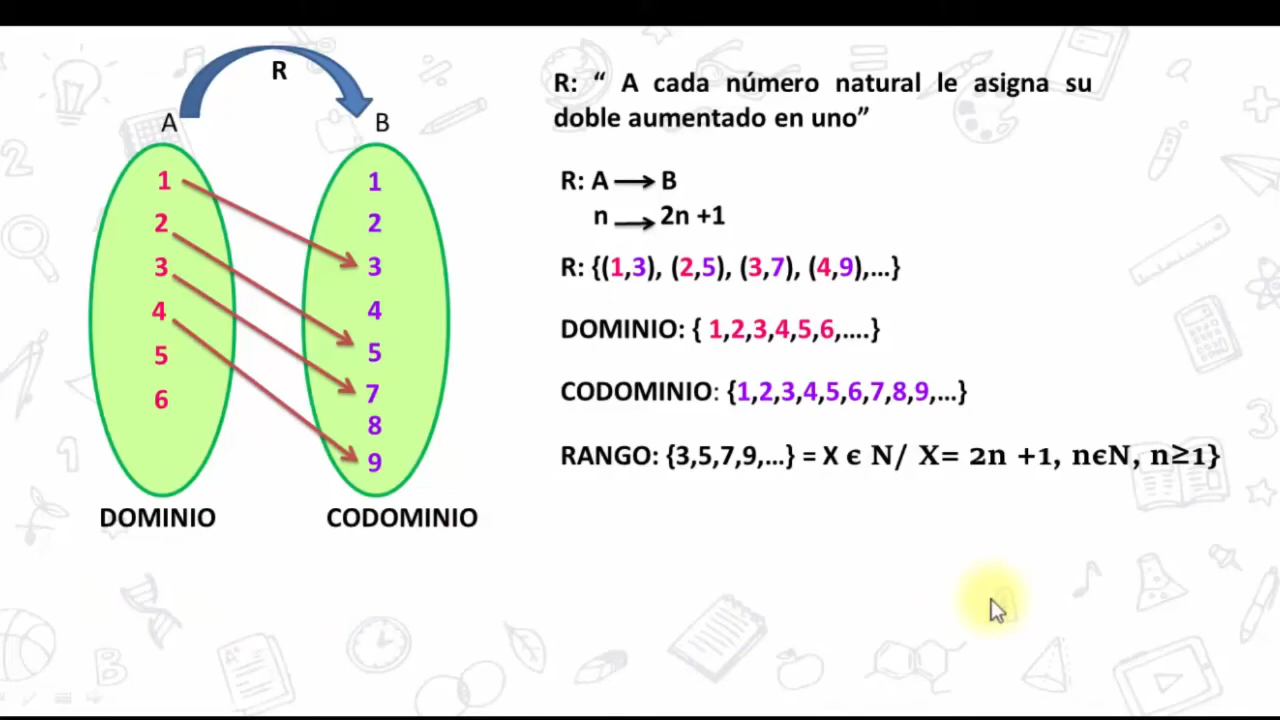 R
A
B
1
2
3
4
5
6
1
2
3
4
5
7
8
9
DOMINIO
CODOMINIO
R: “ A cada número natural le asigna su
doble aumentado en uno”
R: A ⟶ B
n ⟶ 2n +1
R: {(1,3), (2,5), (3,7), (4,9),...}
DOMINIO: { 1,2,3,4,5,6,....}
CODOMINIO: {1,2,3,4,5,6,7,8,9,...}
RANGO: {3,5,7,9,...} = X ϵ N/ X= 2n +1, nϵN, n≥1}